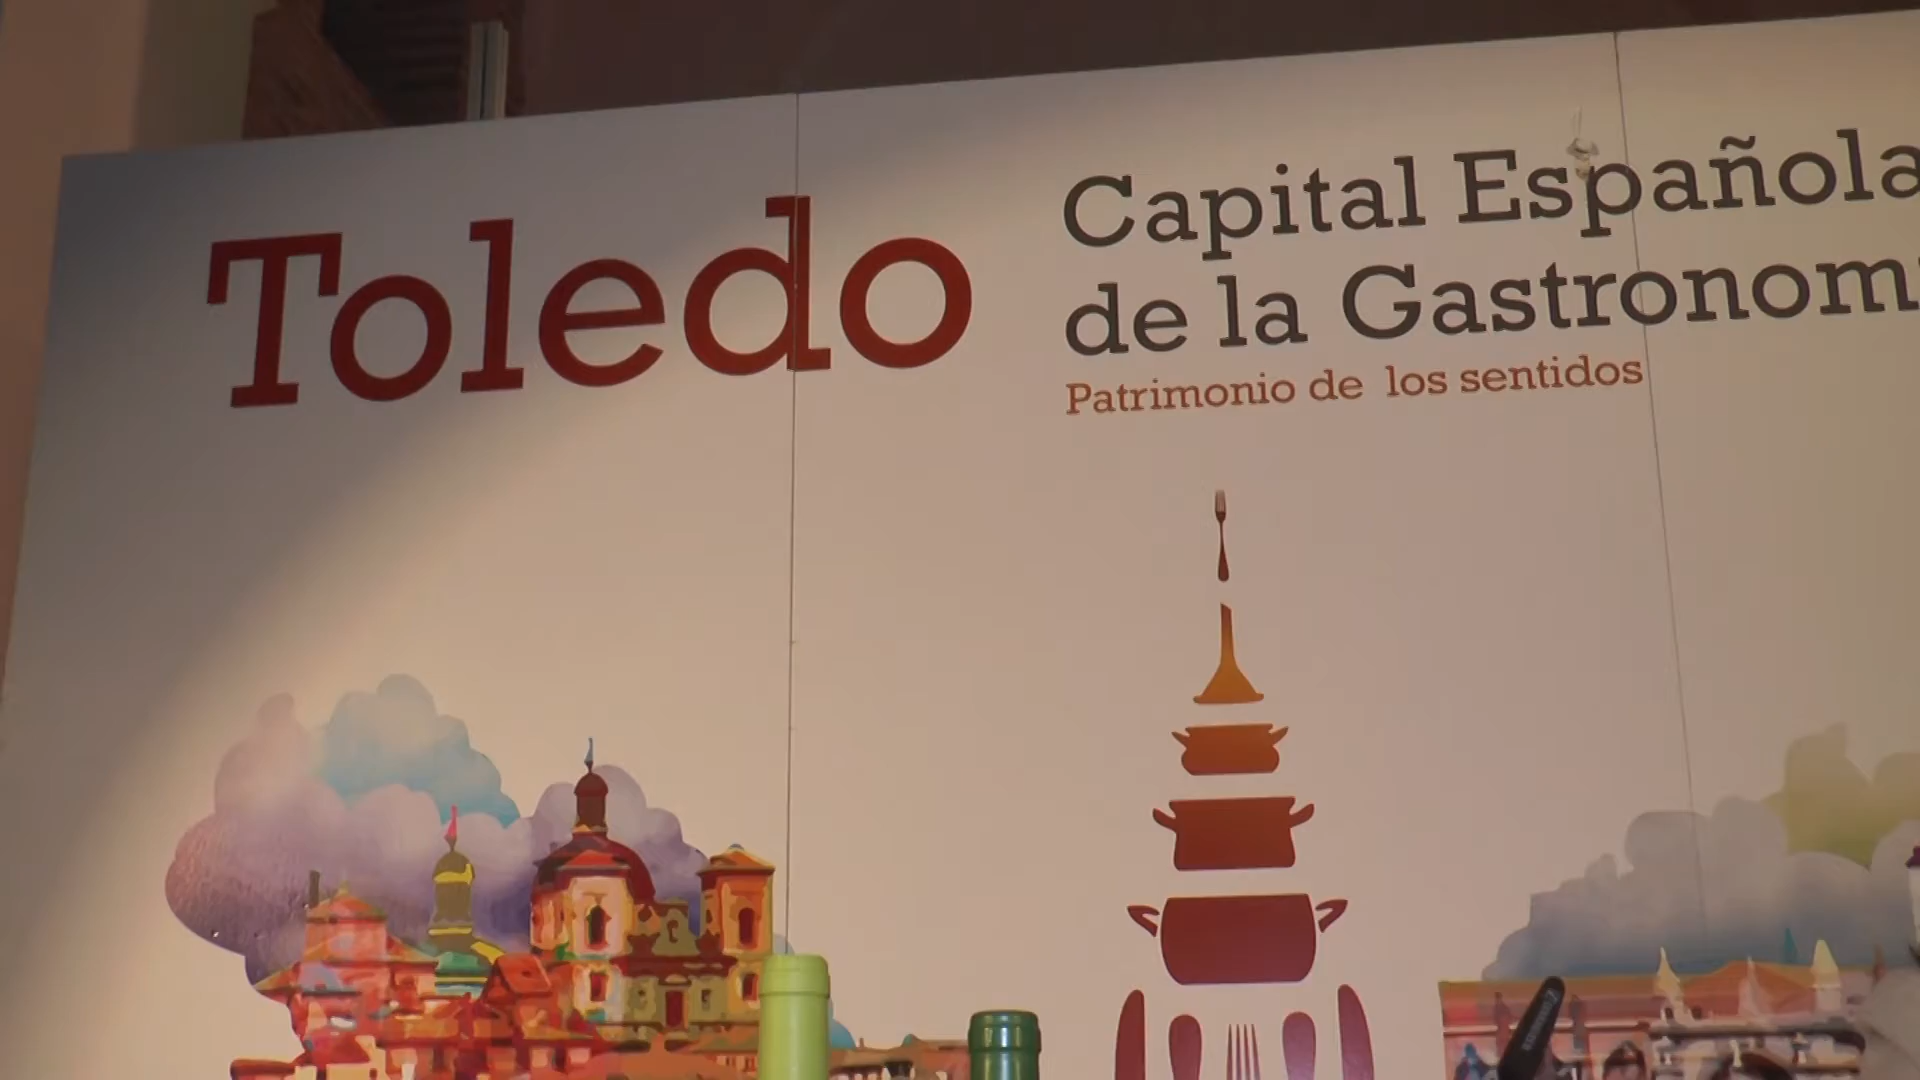 Toledo
Capital Española
de la Gastronom
Patrimonio de los sentidos